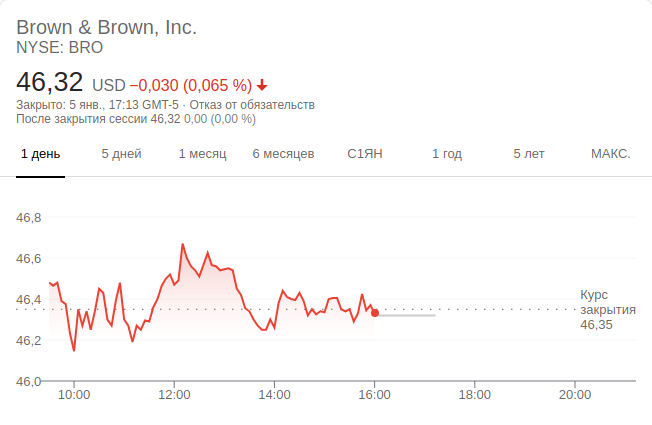 Brown & Brown, Inc.
NYSE: BRO
46,32 USD −0,030 (0,065 %)
Закрыто: 5 янв., 17:13 GMT-5 · Отказ от обязательств
После закрытия сессии 46,32 0,00 (0,00 %)
1 день 5 дней 1 месяц 6 месяцев С1ЯН 1 год 5 лет МАКС.
46,8
46,6
46,4
46,2
46,0
Курс
закрытия
46,35
10:00 12:00 14:00 16:00 18:00 20:00